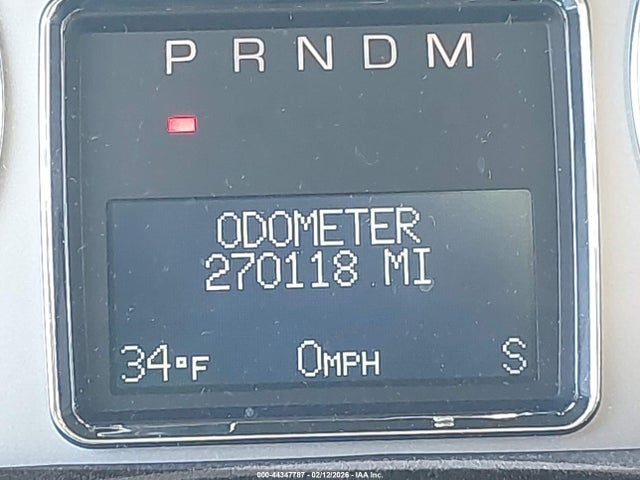 P R N D M
ODOMETER
270118 MI
34°F 0MPH S
000-44347787 - 02/12/2026 - IAA Inc.